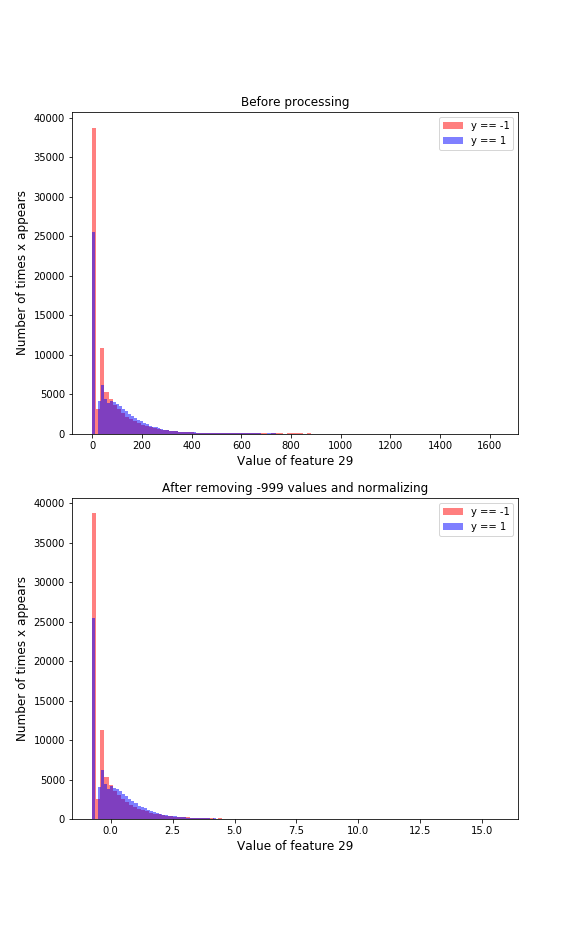 Before processing
40000
35000
30000
25000
20000
15000
10000
5000
0
Number of times x appears
y == -1
y == 1
0 200 400 600 800 1000 1200 1400 1600
Value of feature 29
After removing -999 values and normalizing
40000
35000
30000
25000
20000
15000
10000
5000
0
Number of times x appears
y == -1
y == 1
0.0 2.5 5.0 7.5 10.0 12.5 15.0
Value of feature 29